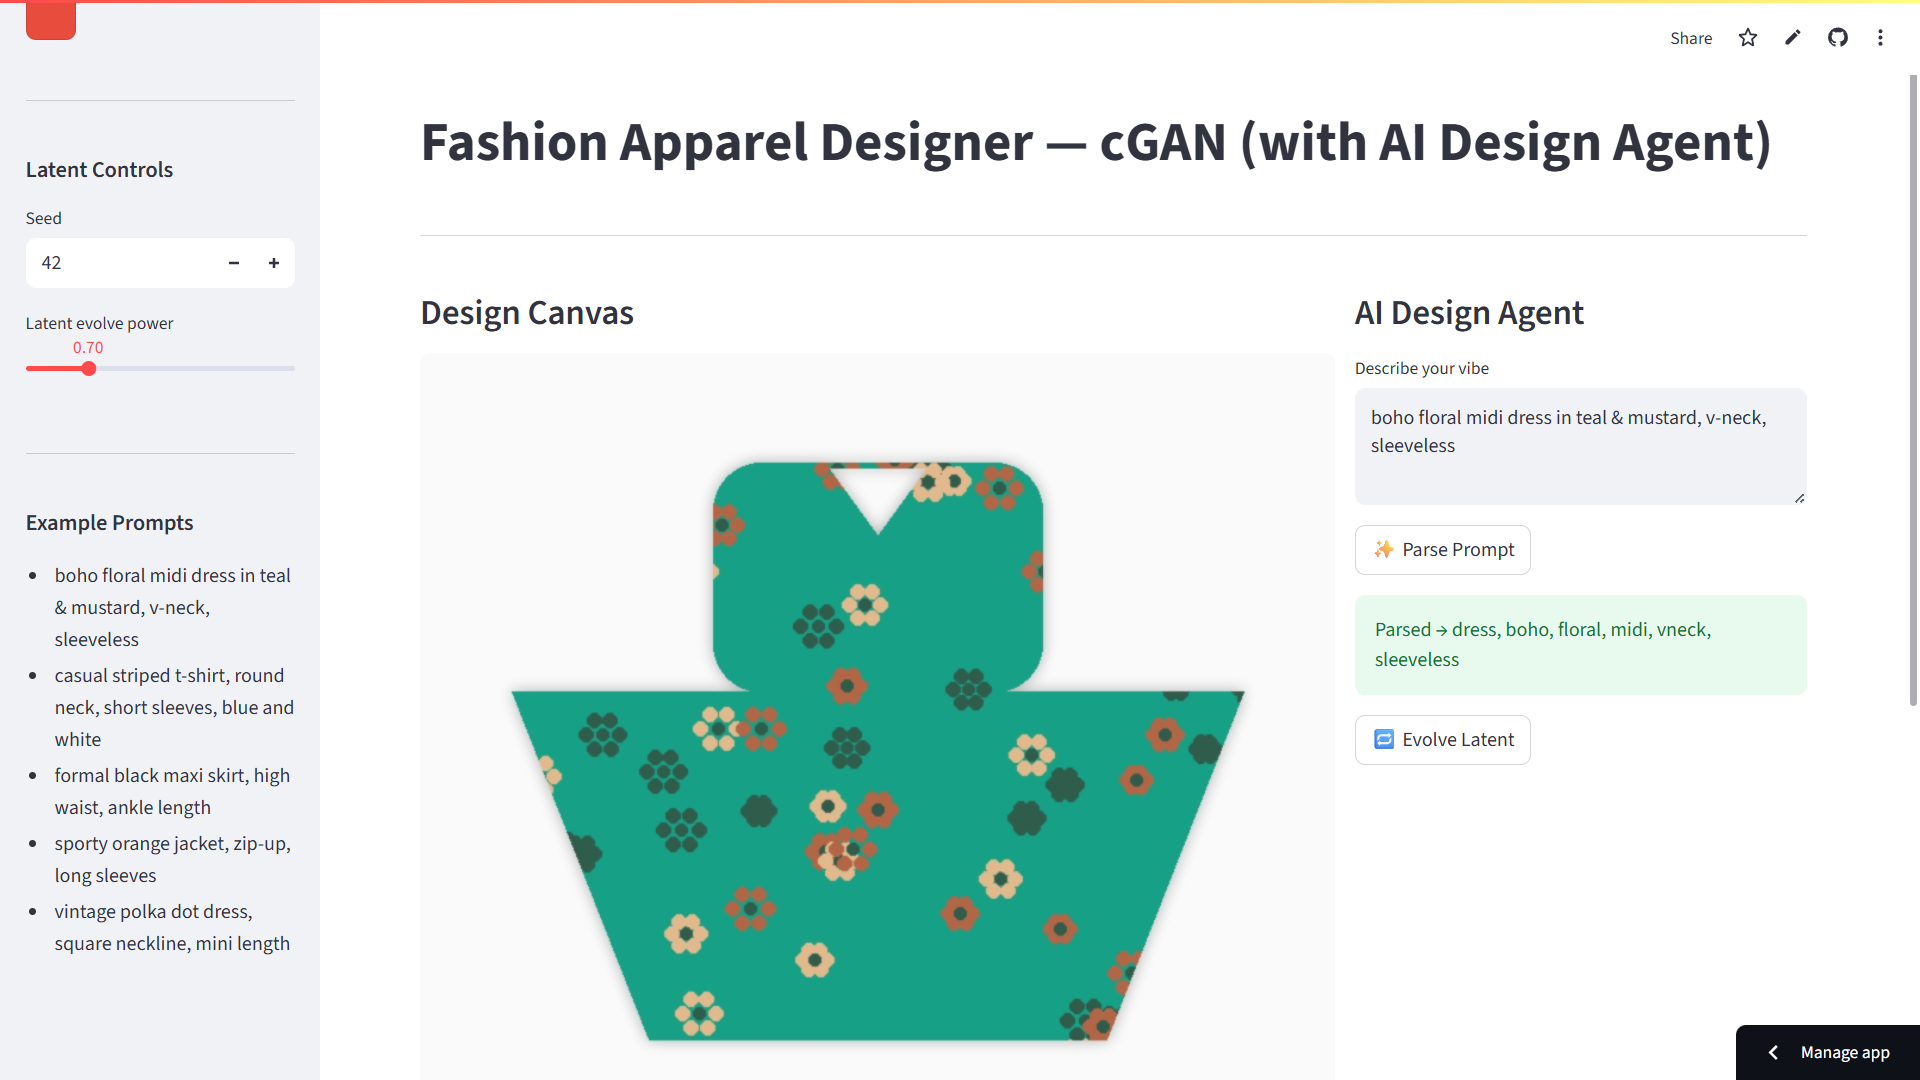 Share
Fashion Apparel Designer — cGAN (with AI Design Agent)
Latent Controls
Seed
42
Latent evolve power
0.70
Example Prompts
boho floral midi dress in teal
& mustard, v-neck,
sleeveless
casual striped t-shirt, round
neck, short sleeves, blue and
white
formal black maxi skirt, high
waist, ankle length
sporty orange jacket, zip-up,
long sleeves
vintage polka dot dress,
square neckline, mini length
Design Canvas
AI Design Agent
Describe your vibe
boho floral midi dress in teal & mustard, v-neck,
sleeveless
✨ Parse Prompt
Parsed → dress, boho, floral, midi, vneck,
sleeveless
🔁 Evolve Latent
Manage app